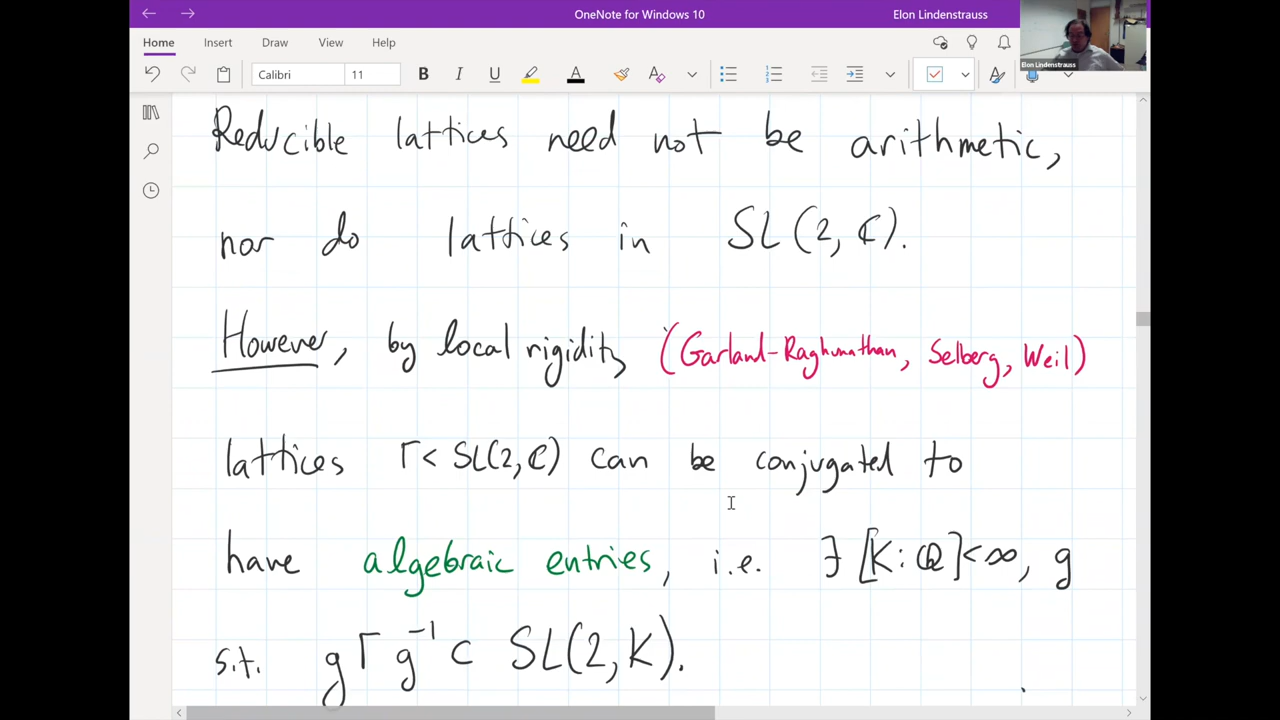 OneNote for Windows 10
Elon Lindenstrauss
Home Insert Draw View Help
Calibri 11 B I U A
Elon Lindenstrauss
Reducible lattices need not be arithmetic,
nor do lattices in SL(2, ℂ).
However, by local rigidity (Garland-Raghunathan, Selberg, Weil)
lattices Γ < SL(2, ℂ) can be conjugated to
have algebraic entries, i.e. ∃ [K:ℚ]<∞, g
s.t. gΓg⁻¹ ⊂ SL(2, K).